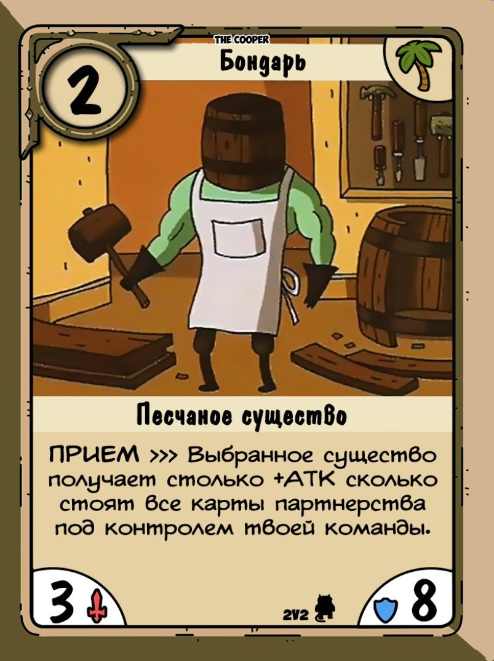 THE COOPER
2
Бондарь
Песчаное существо
ПРИЕМ >>> Выбранное существо
получает столько +АТК сколько
стоят все карты партнерства
под контролем твоей команды.
3
2V2
8